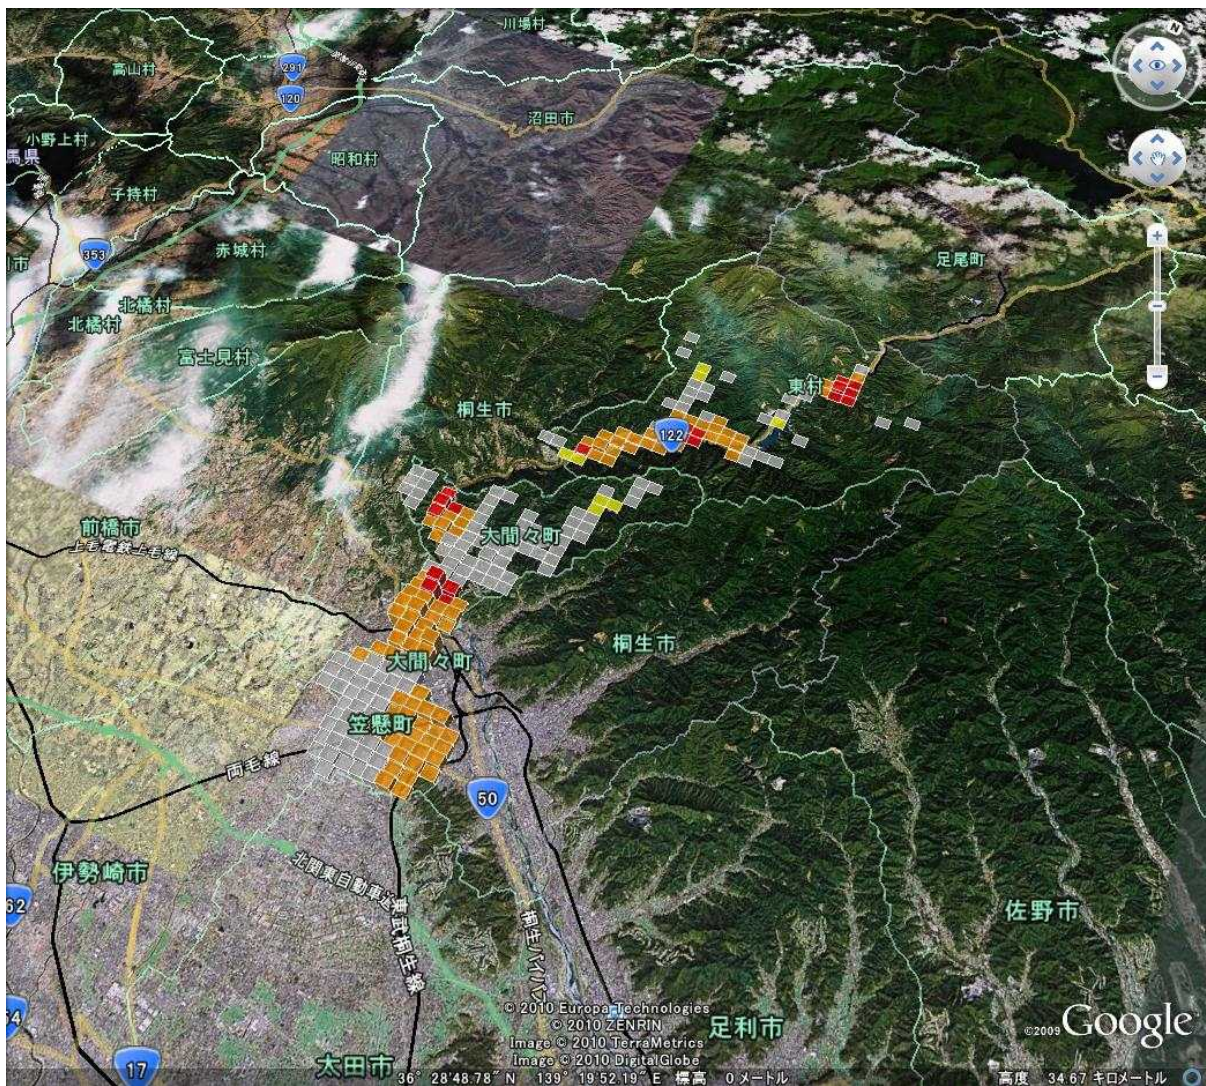 川場村
高山村
291
120
沼田市
小野上村
馬県
昭和村
子持村
赤城村
353
川市
足尾町
北橘村
北橘村
富士見村
東村
桐生市
122
前橋市
上毛電鉄上毛線
大間々町
桐生市
大間々町
笠懸町
両毛線
50
伊勢崎市
北関東自動車道
62
東武桐生線
桐生バイパ
佐野市
© 2010 Europa Technologies
© 2010 ZENRIN
Image © 2010 TerraMetrics
Image © 2010 DigitalGlobe
足利市
©2009 Google
54
17
太田市
36° 28'48.78" N 139° 19'52.19" E 標高 0 メートル 高度 34.67 キロメートル
N